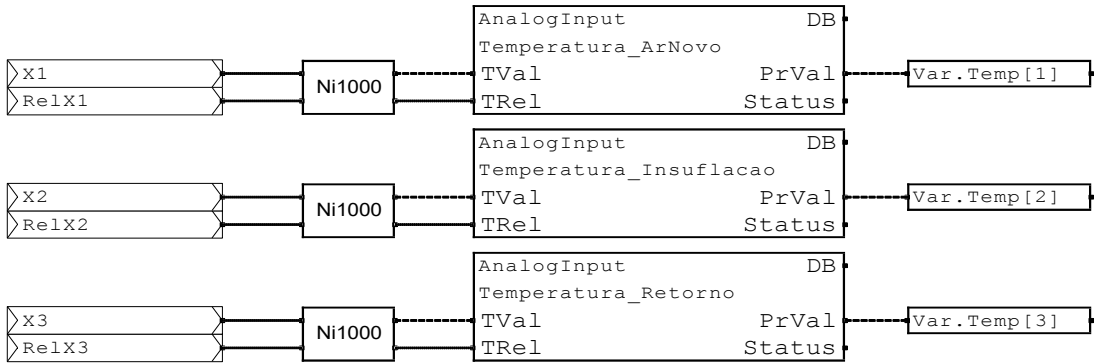 AnalogInput DB
Temperatura_ArNovo
X1 Ni1000 TVal PrVal Var.Temp[1]
RelX1 TRel Status
AnalogInput DB
Temperatura_Insuflacao
X2 Ni1000 TVal PrVal Var.Temp[2]
RelX2 TRel Status
AnalogInput DB
Temperatura_Retorno
X3 Ni1000 TVal PrVal Var.Temp[3]
RelX3 TRel Status